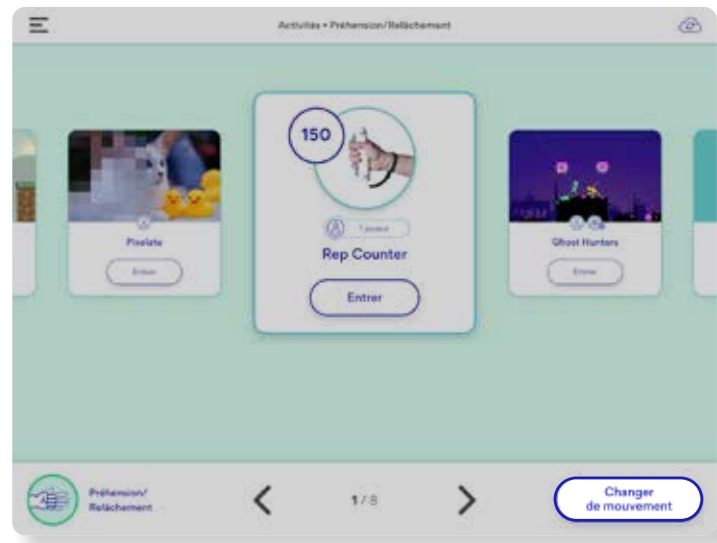 Activités • Préhension/Relâchement
150
1 joueur
Pixelate
Rep Counter
Ghost Hunters
Entrer
Entrer
Entrer
Préhension/
Relâchement
1 / 8
Changer
de mouvement